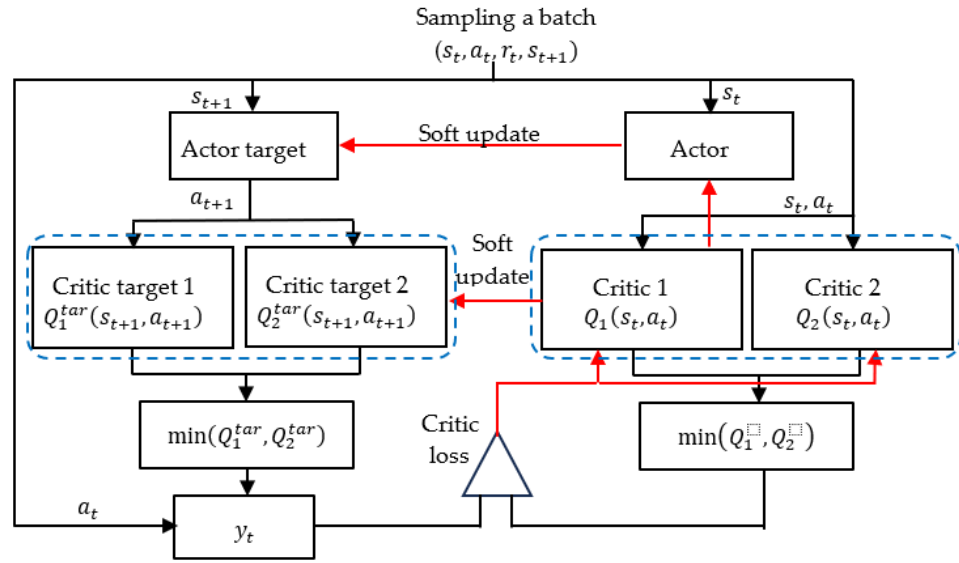 Sampling a batch
(s_t, a_t, r_t, s_{t+1})
s_{t+1}
s_t
Actor target
Soft update
Actor
a_{t+1}
s_t, a_t
Critic target 1
Q_1^{tar}(s_{t+1}, a_{t+1})
Critic target 2
Q_2^{tar}(s_{t+1}, a_{t+1})
Soft
update
Critic 1
Q_1(s_t, a_t)
Critic 2
Q_2(s_t, a_t)
min(Q_1^{tar}, Q_2^{tar})
Critic
loss
min(Q_1^{⬚}, Q_2^{⬚})
a_t
y_t